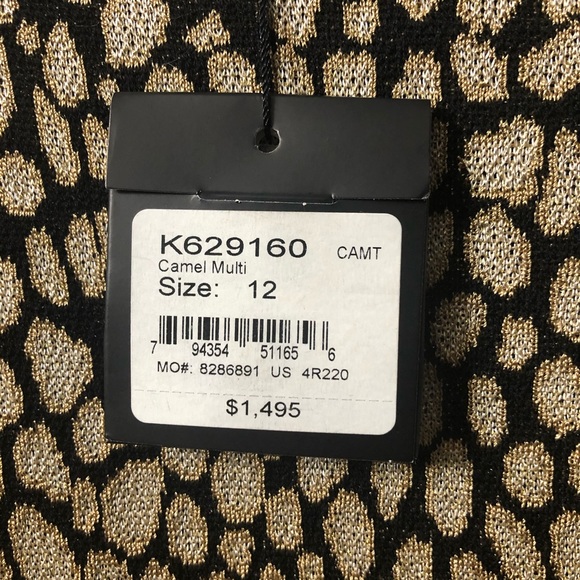 K629160 CAMT
Camel Multi
Size: 12
7 94354 51165 6
MO#: 8286891 US 4R220
$1,495